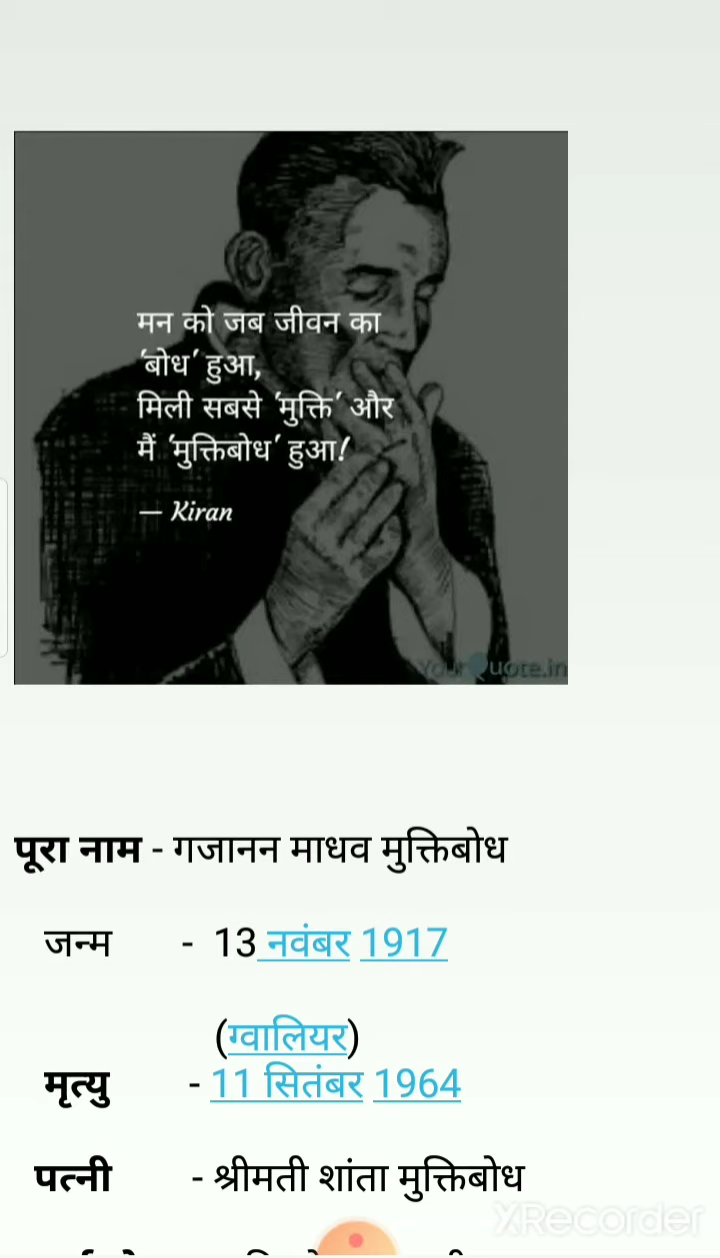 मन को जब जीवन का
'बोध' हुआ,
मिली सबसे 'मुक्ति' और
मैं 'मुक्तिबोध' हुआ!
— Kiran
YourQuote.in
पूरा नाम - गजानन माधव मुक्तिबोध
जन्म - 13 नवंबर 1917
(ग्वालियर)
मृत्यु - 11 सितंबर 1964
पत्नी - श्रीमती शांता मुक्तिबोध
XRecorder